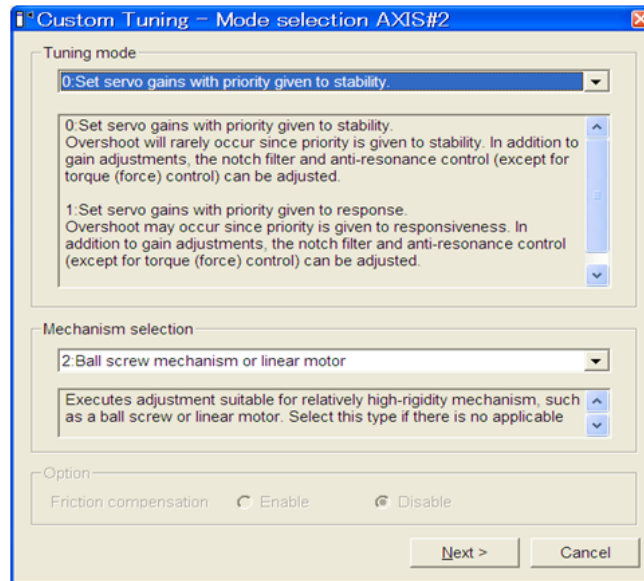 Custom Tuning - Mode selection AXIS#2
Tuning mode
0:Set servo gains with priority given to stability.
0:Set servo gains with priority given to stability.
Overshoot will rarely occur since priority is given to stability. In addition to
gain adjustments, the notch filter and anti-resonance control (except for
torque (force) control) can be adjusted.
1:Set servo gains with priority given to response.
Overshoot may occur since priority is given to responsiveness. In
addition to gain adjustments, the notch filter and anti-resonance control
(except for torque (force) control) can be adjusted.
Mechanism selection
2:Ball screw mechanism or linear motor
Executes adjustment suitable for relatively high-rigidity mechanism, such
as a ball screw or linear motor. Select this type if there is no applicable
Option
Friction compensation Enable Disable
Next > Cancel